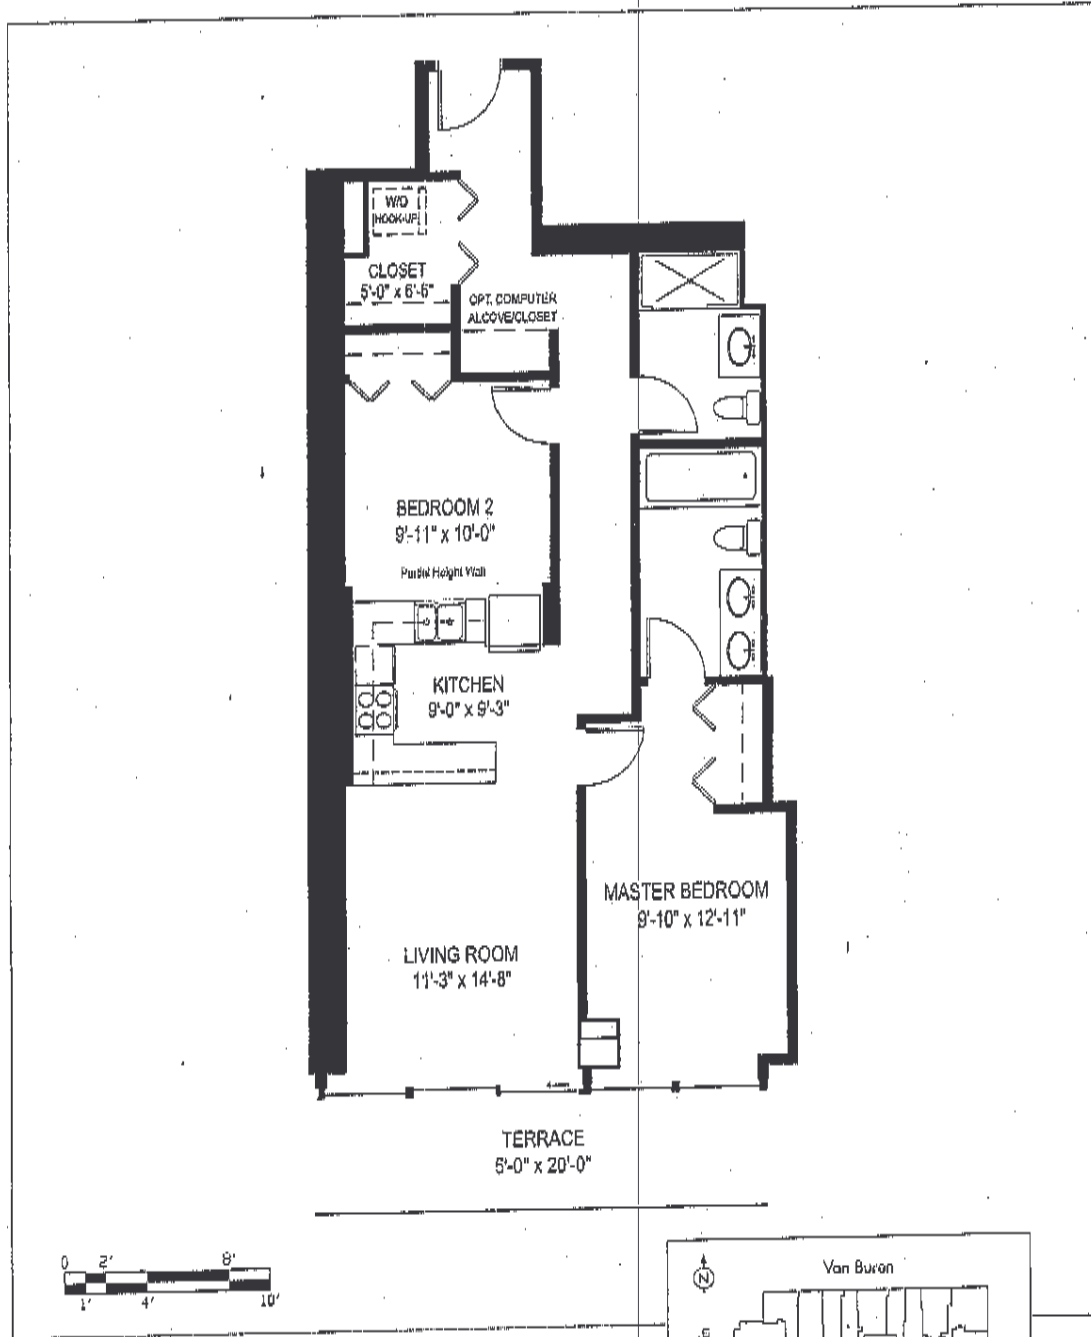 W/D
HOOK-UP
CLOSET
5'-0" x 6'-6"
OPT. COMPUTER
ALCOVE/CLOSET
BEDROOM 2
9'-11" x 10'-0"
Partial Height Wall
KITCHEN
9'-0" x 9'-3"
MASTER BEDROOM
9'-10" x 12'-11"
LIVING ROOM
11'-3" x 14'-8"
TERRACE
5'-0" x 20'-0"
0 2' 8'
1' 4' 10'
N
Van Buren